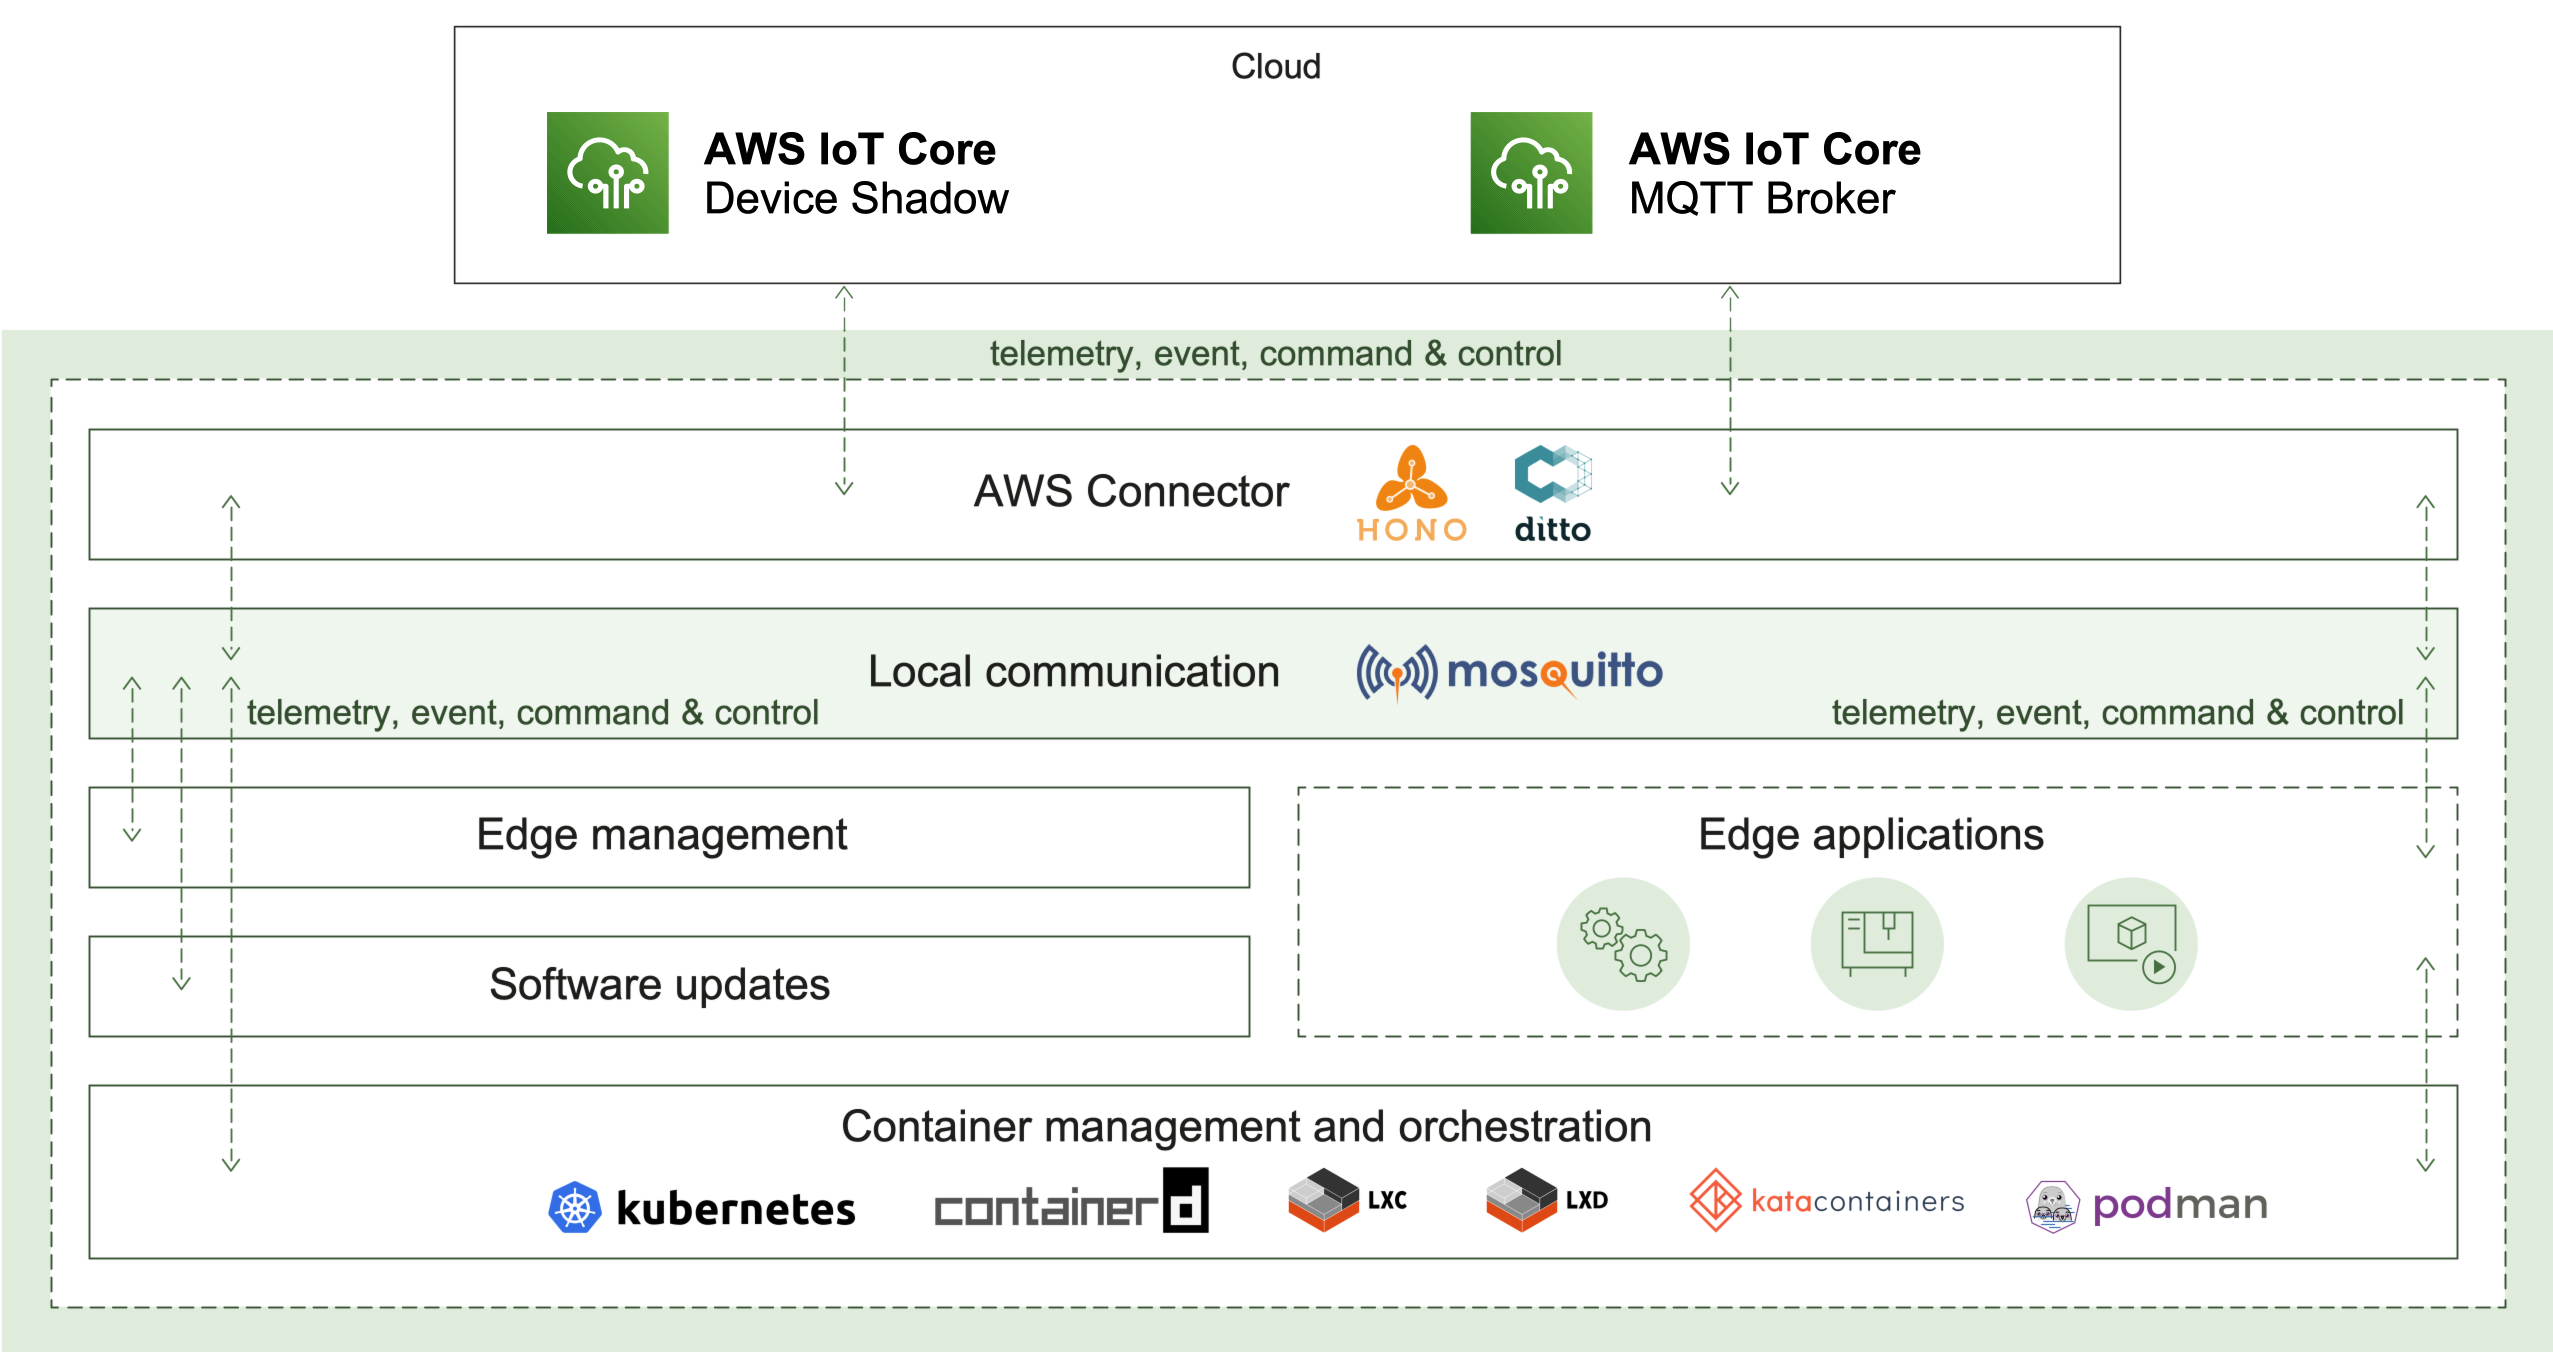 Cloud
AWS IoT Core
Device Shadow
AWS IoT Core
MQTT Broker
telemetry, event, command & control
AWS Connector
HONO
ditto
Local communication
mosquitto
telemetry, event, command & control
telemetry, event, command & control
Edge management
Edge applications
Software updates
Container management and orchestration
kubernetes
containerd
LXC
LXD
katacontainers
podman